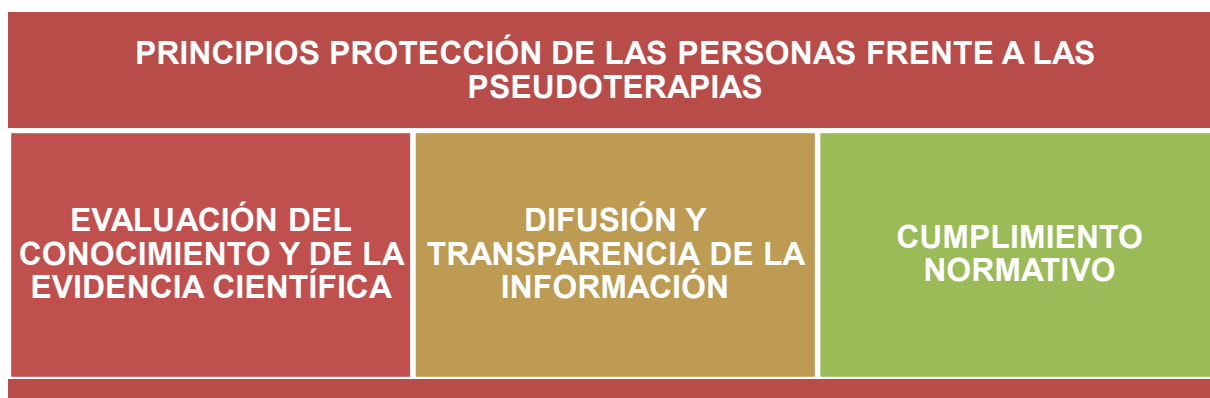 PRINCIPIOS PROTECCIÓN DE LAS PERSONAS FRENTE A LAS
PSEUDOTERAPIAS
EVALUACIÓN DEL
CONOCIMIENTO Y DE LA
EVIDENCIA CIENTÍFICA
DIFUSIÓN Y
TRANSPARENCIA DE LA
INFORMACIÓN
CUMPLIMIENTO
NORMATIVO